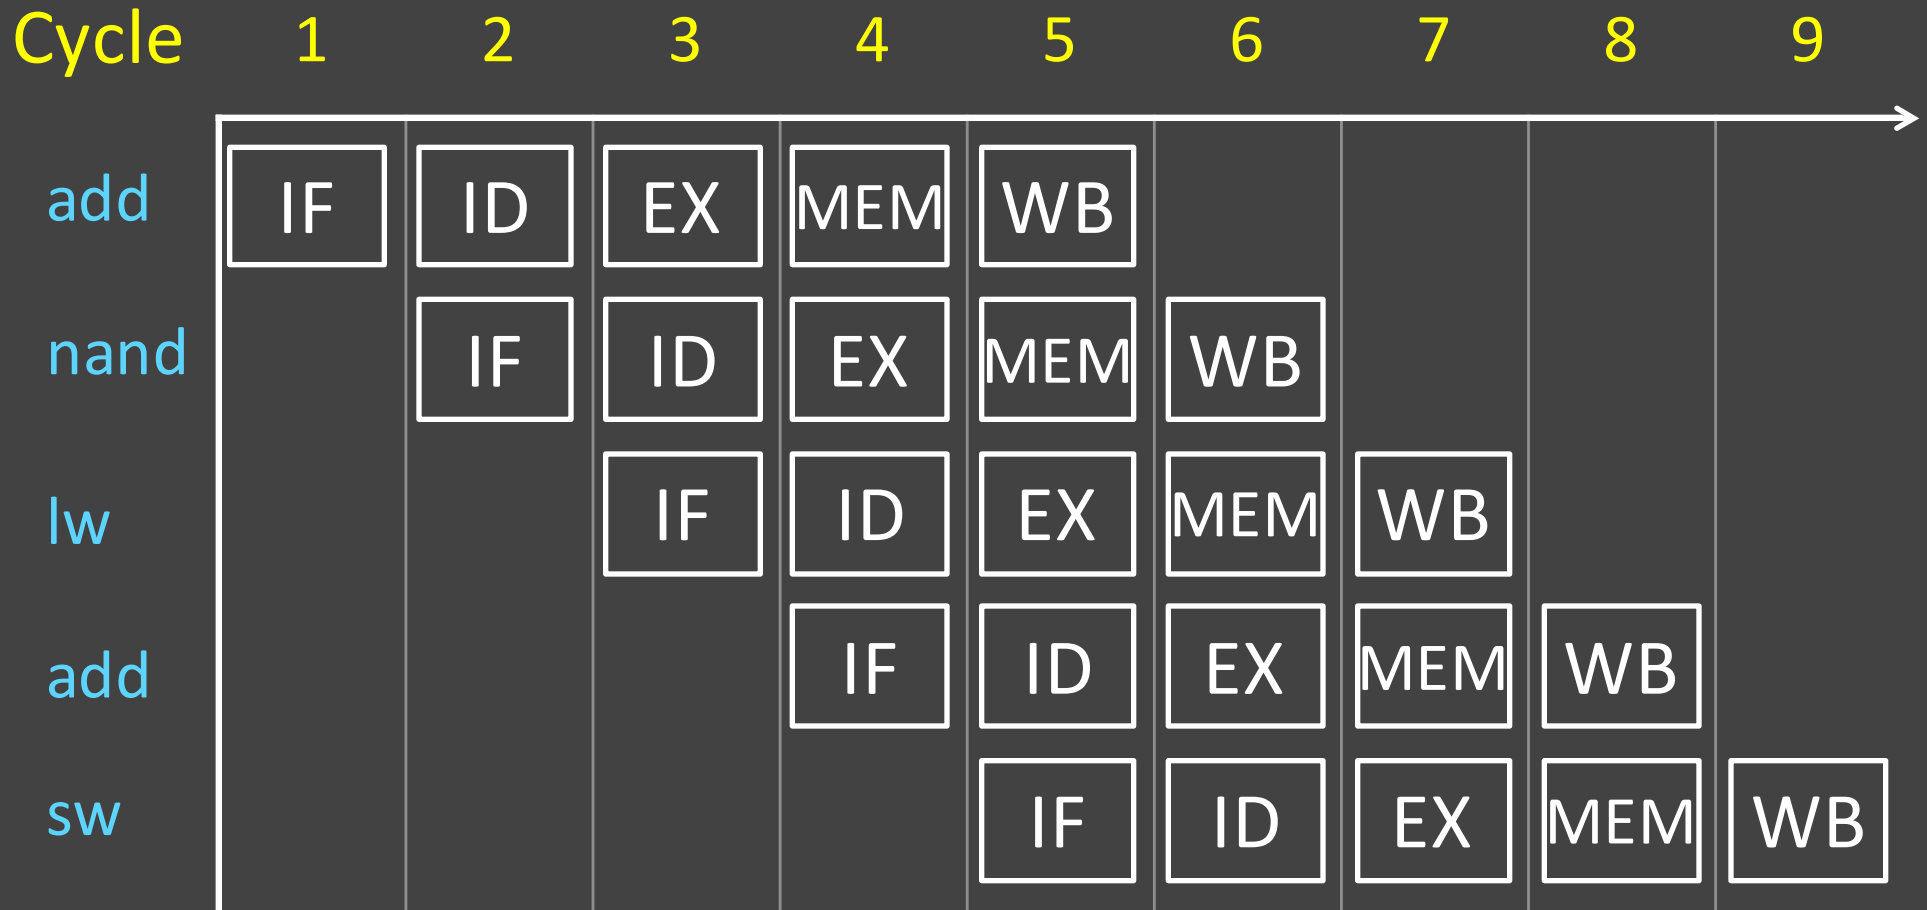 Cycle 1 2 3 4 5 6 7 8 9
add IF ID EX MEM WB
nand IF ID EX MEM WB
lw IF ID EX MEM WB
add IF ID EX MEM WB
sw IF ID EX MEM WB